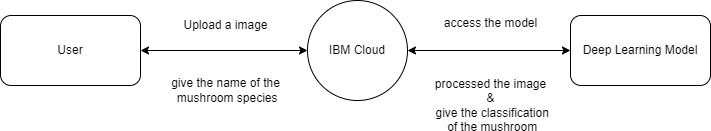 Upload a image
access the model
User
IBM Cloud
Deep Learning Model
give the name of the
mushroom species
processed the image
&
give the classification
of the mushroom